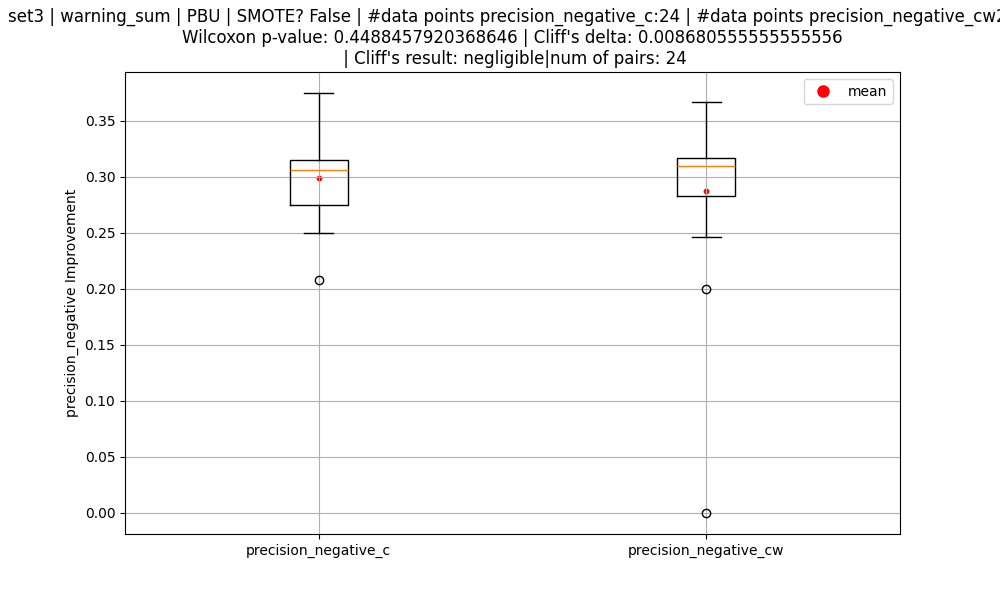 set3 | warning_sum | PBU | SMOTE? False | #data points precision_negative_c:24 | #data points precision_negative_cw2
Wilcoxon p-value: 0.4488457920368646 | Cliff's delta: 0.008680555555555556
| Cliff's result: negligible|num of pairs: 24
mean
0.35
0.30
0.25
0.20
0.15
0.10
0.05
0.00
precision_negative Improvement
precision_negative_c
precision_negative_cw